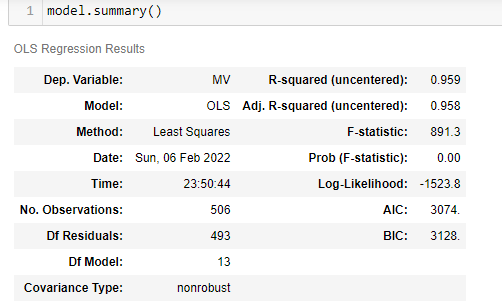 1 model.summary()
OLS Regression Results
Dep. Variable: MV R-squared (uncentered): 0.959
Model: OLS Adj. R-squared (uncentered): 0.958
Method: Least Squares F-statistic: 891.3
Date: Sun, 06 Feb 2022 Prob (F-statistic): 0.00
Time: 23:50:44 Log-Likelihood: -1523.8
No. Observations: 506 AIC: 3074.
Df Residuals: 493 BIC: 3128.
Df Model: 13
Covariance Type: nonrobust